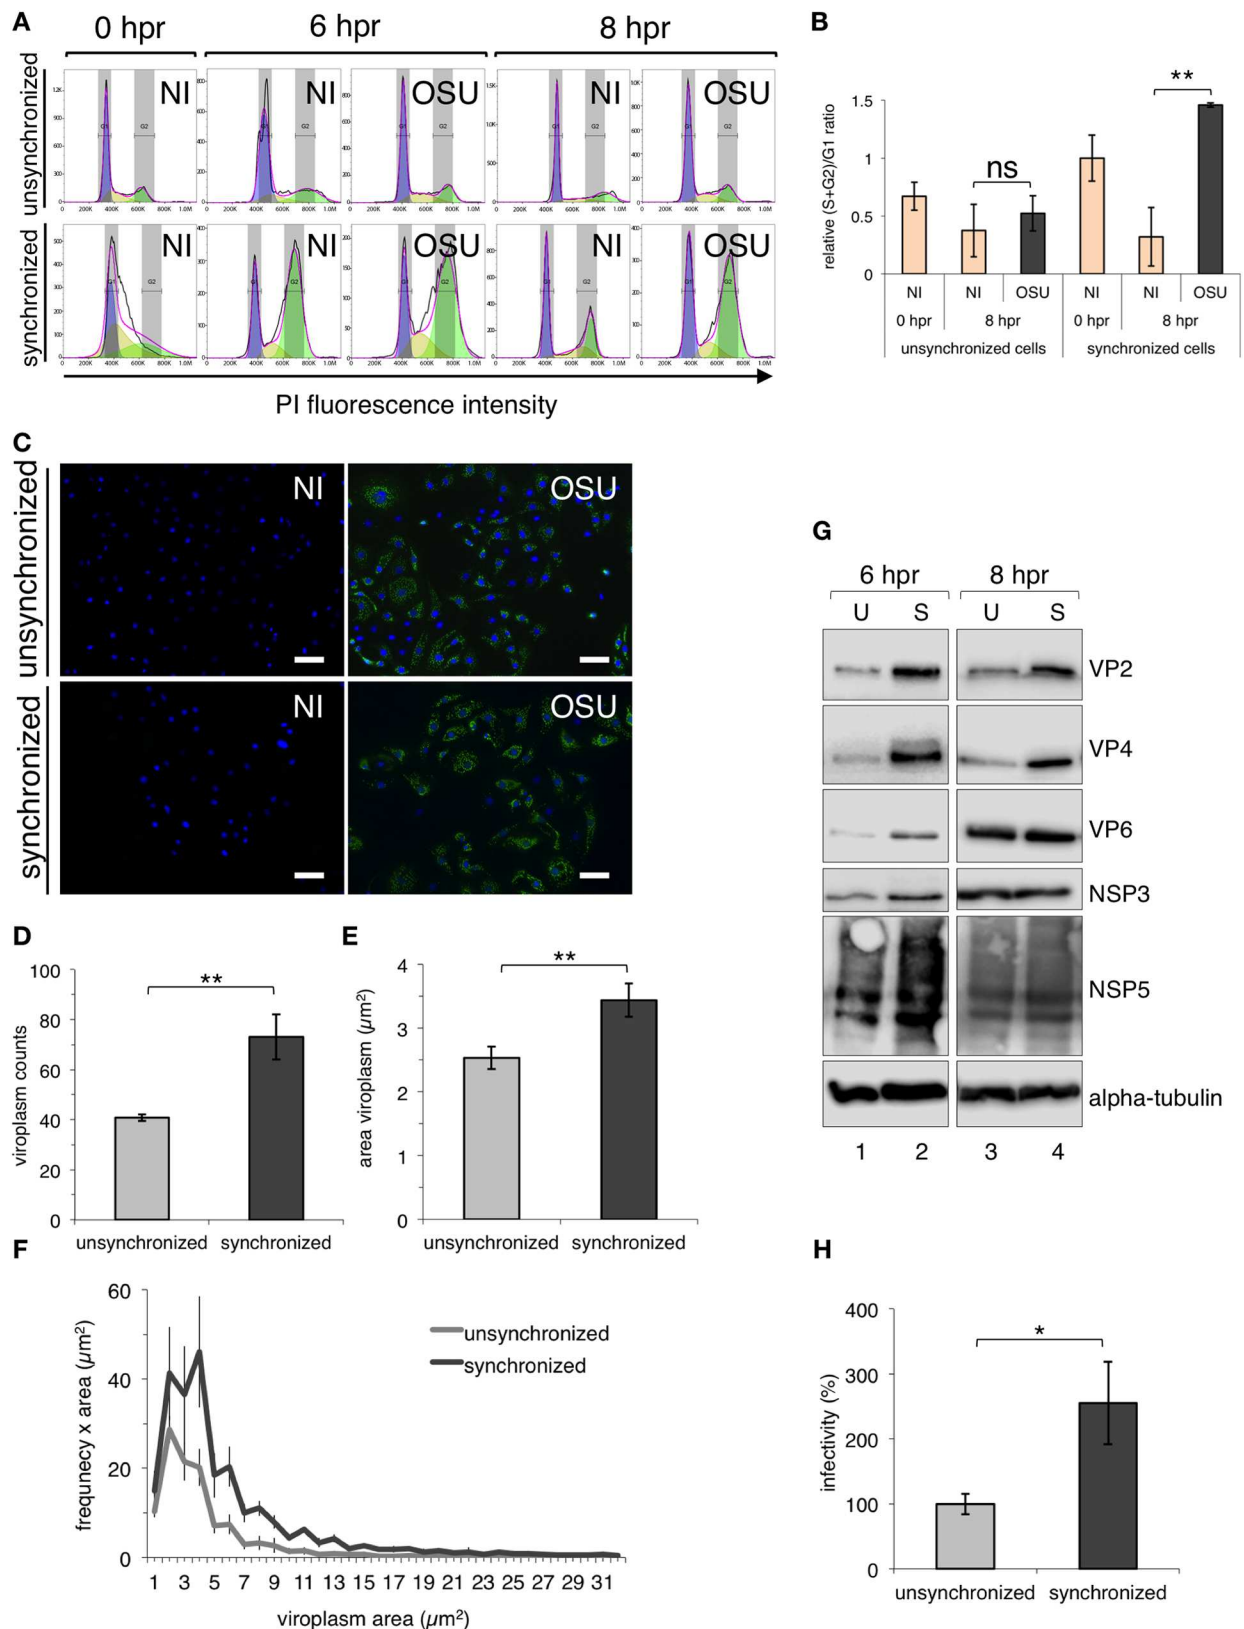 A
0 hpr
6 hpr
8 hpr
unsynchronized
NI
NI
OSU
NI
OSU
synchronized
NI
NI
OSU
NI
OSU
G1
G2
PI fluorescence intensity
B
relative (S+G2)/G1 ratio
1.5
1
0.5
0
ns
**
NI
NI
OSU
NI
NI
OSU
0 hpr
8 hpr
0 hpr
8 hpr
unsynchronized cells
synchronized cells
C
unsynchronized
NI
OSU
synchronized
NI
OSU
D
viroplasm counts
100
80
60
40
20
0
**
unsynchronized
synchronized
E
area viroplasm (µm²)
4
3
2
1
0
**
unsynchronized
synchronized
F
frequnecy x area (µm²)
60
40
20
0
unsynchronized
synchronized
1 3 5 7 9 11 13 15 17 19 21 23 25 27 29 31
viroplasm area (µm²)
G
6 hpr
8 hpr
U S U S
VP2
VP4
VP6
NSP3
NSP5
alpha-tubulin
1 2 3 4
H
infectivity (%)
400
300
200
100
0
*
unsynchronized
synchronized